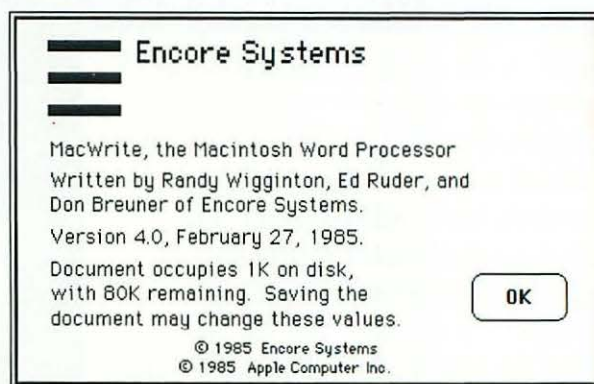 Encore Systems
MacWrite, the Macintosh Word Processor
Written by Randy Wigginton, Ed Ruder, and
Don Breuner of Encore Systems.
Version 4.0, February 27, 1985.
Document occupies 1K on disk,
with 80K remaining. Saving the
document may change these values.
OK
© 1985 Encore Systems
© 1985 Apple Computer Inc.